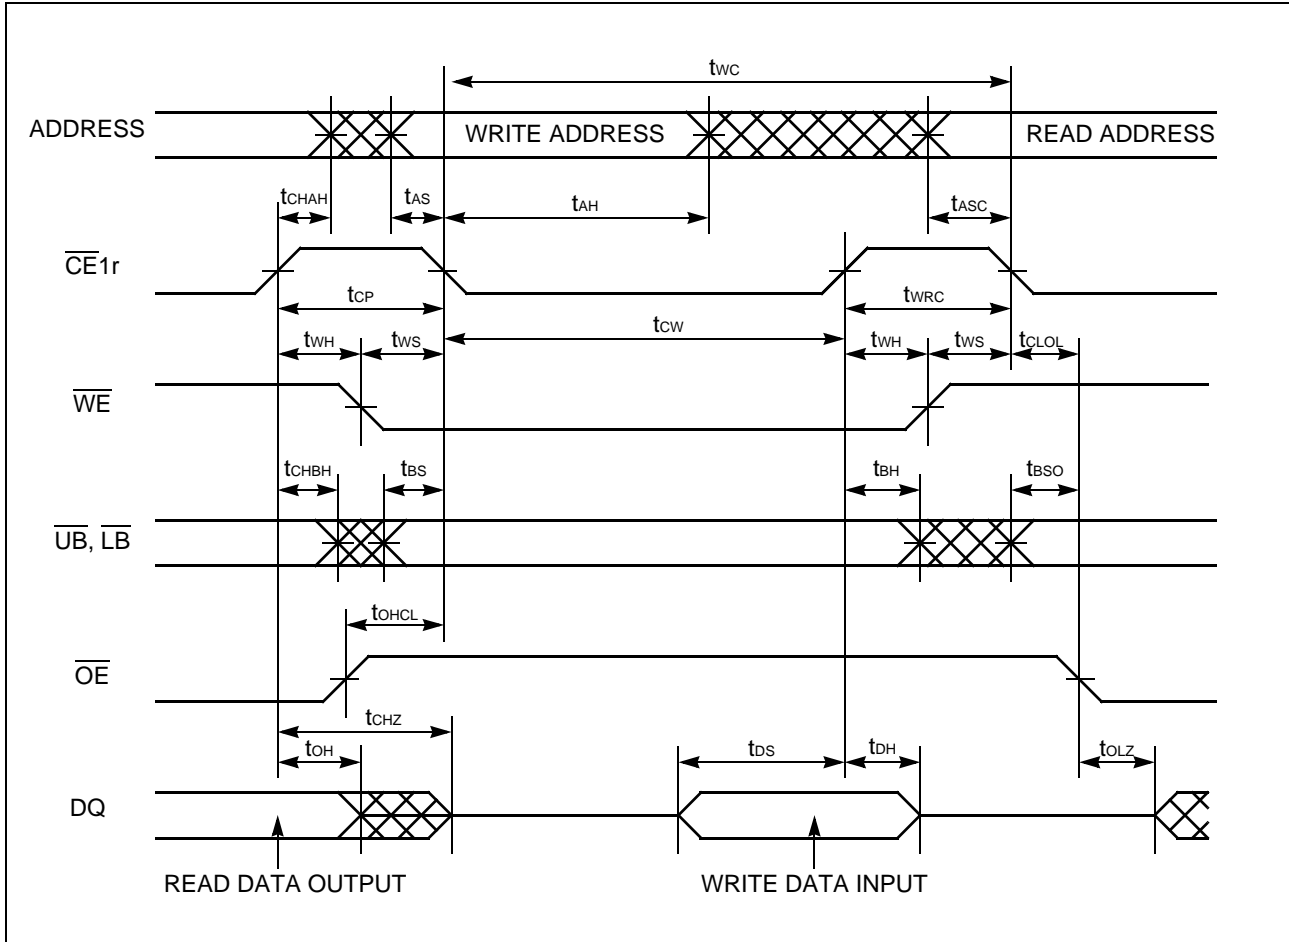 tWC
ADDRESS
WRITE ADDRESS
READ ADDRESS
tCHAH
tAS
tAH
tASC
CE1r
tCP
tWRC
tCW
tWH
tWS
tWH
tWS
tCLOL
WE
tCHBH
tBS
tBH
tBSO
UB, LB
tOHCL
OE
tCHZ
tOH
tDS
tDH
tOLZ
DQ
READ DATA OUTPUT
WRITE DATA INPUT